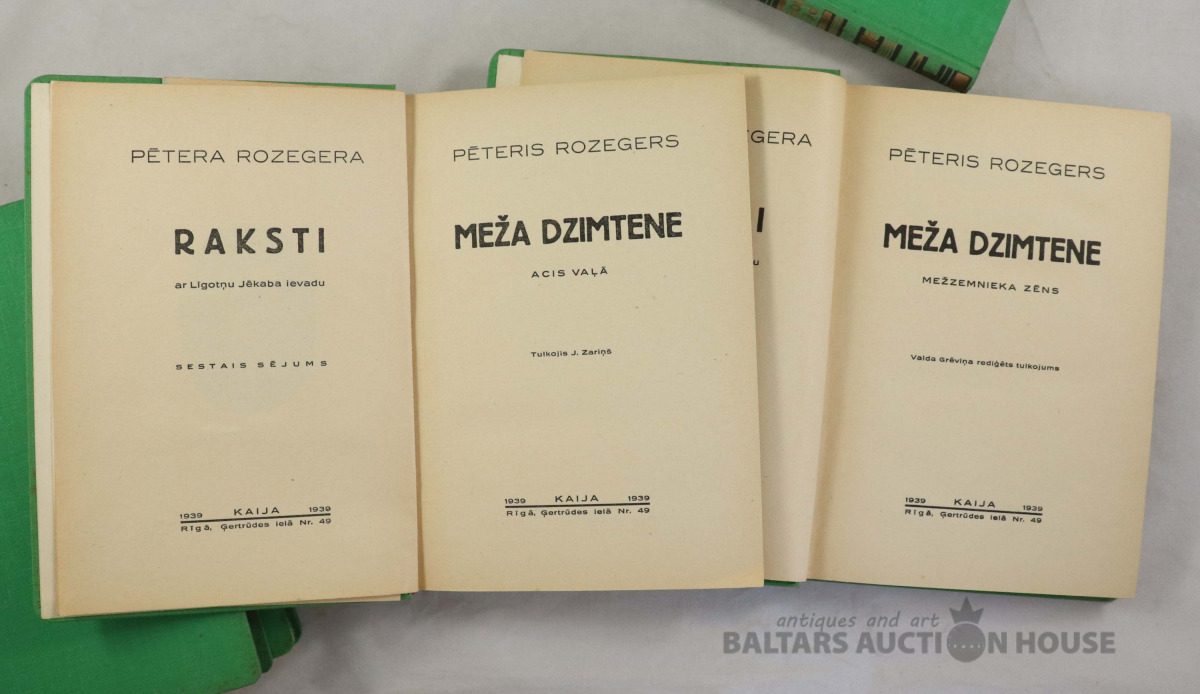 PĒTERA ROZEGERA
RAKSTI
ar Līgotņu Jēkaba ievadu
SESTAIS SĒJUMS
1939 KAIJA 1939
Rīgā, Ģertrūdes ielā Nr. 49
PĒTERIS ROZEGERS
MEŽA DZIMTENE
ACIS VAĻĀ
Tulkojis J. Zariņš
1939 KAIJA 1939
Rīgā, Ģertrūdes ielā Nr. 49
EGERA
I
u
PĒTERIS ROZEGERS
MEŽA DZIMTENE
MEŽZEMNIEKA ZĒNS
Valda Grēviņa rediģēts tulkojums
1939 KAIJA 1939
Rīgā, Ģertrūdes ielā Nr. 49
antiques and art
BALTARS AUCTION HOUSE